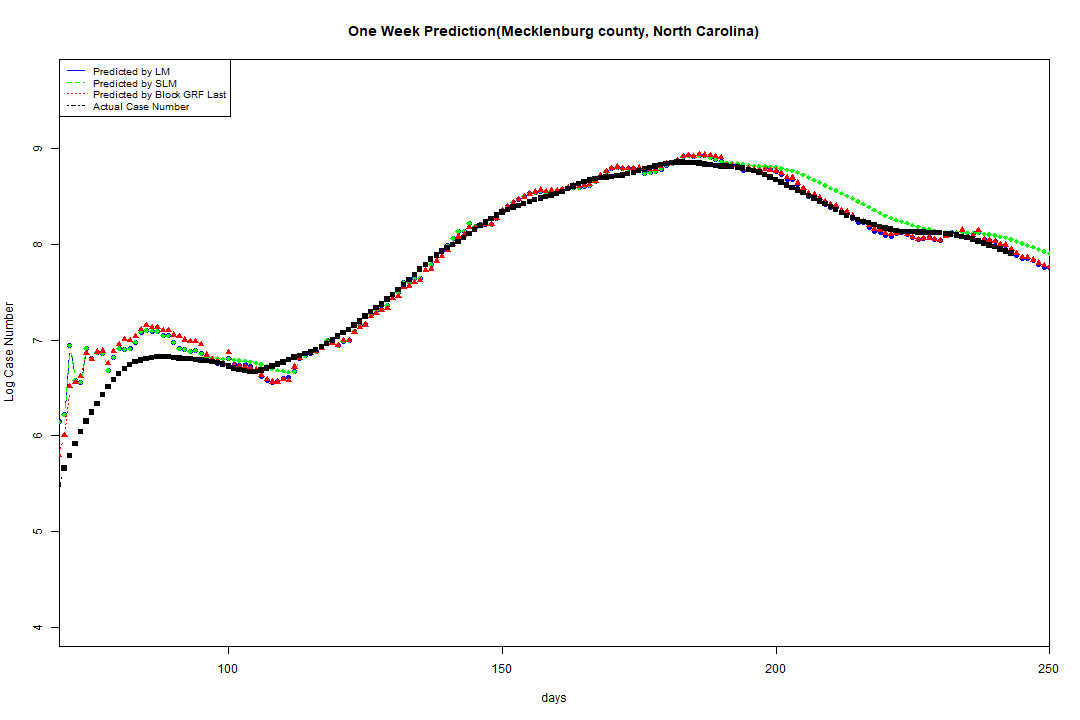 One Week Prediction(Mecklenburg county, North Carolina)
Predicted by LM
Predicted by SLM
Predicted by Block GRF Last
Actual Case Number
9
8
7
6
5
4
Log Case Number
100 150 200 250
days